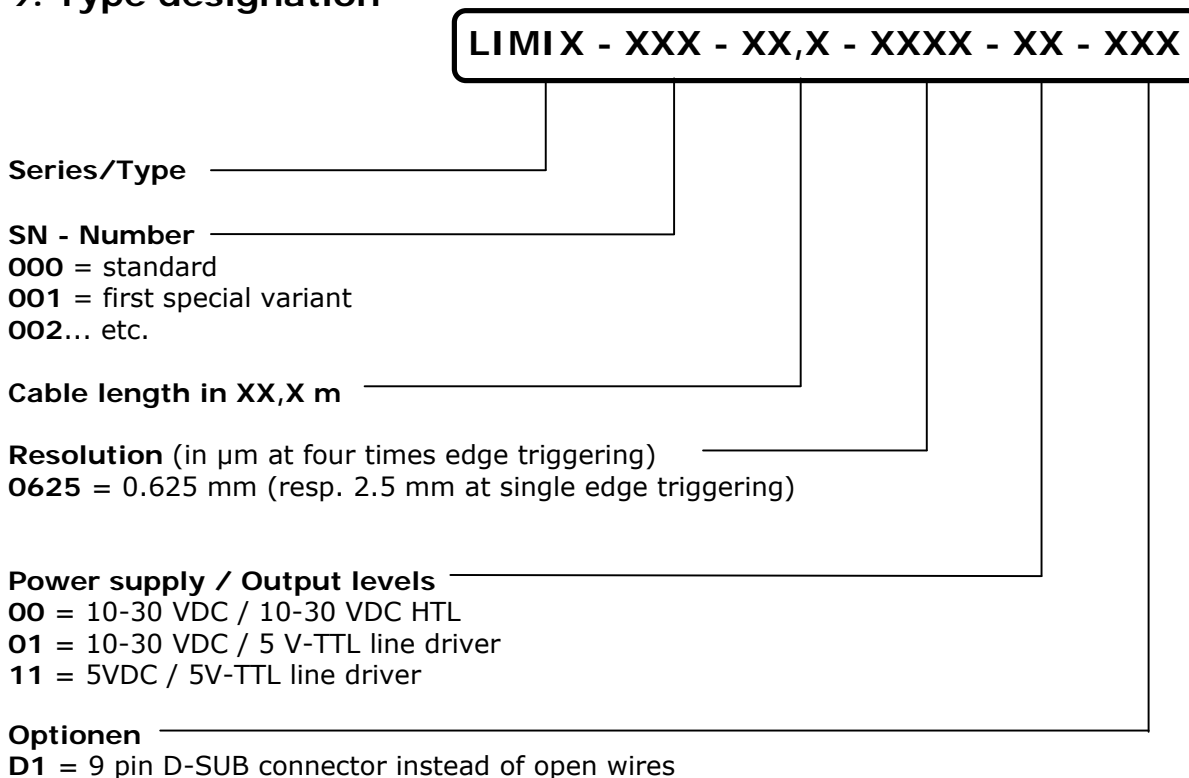 9. Type designation
LIMIX - XXX - XX,X - XXXX - XX - XXX
Series/Type
SN - Number
000 = standard
001 = first special variant
002... etc.
Cable length in XX,X m
Resolution (in µm at four times edge triggering)
0625 = 0.625 mm (resp. 2.5 mm at single edge triggering)
Power supply / Output levels
00 = 10-30 VDC / 10-30 VDC HTL
01 = 10-30 VDC / 5 V-TTL line driver
11 = 5VDC / 5V-TTL line driver
Optionen
D1 = 9 pin D-SUB connector instead of open wires